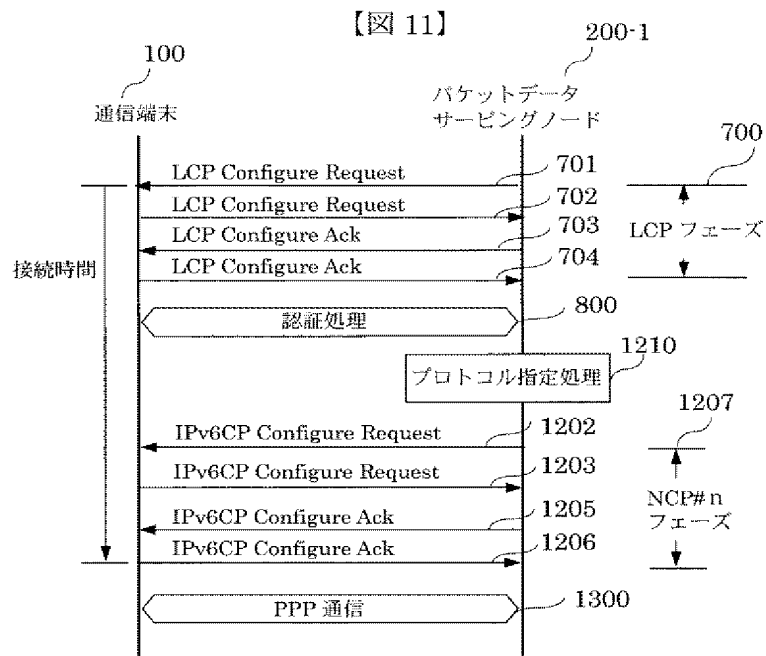 【図 11】
100
通信端末
200-1
パケットデータ
サービングノード
LCP Configure Request
701
700
LCP Configure Request
702
LCP Configure Ack
703
LCP フェーズ
LCP Configure Ack
704
接続時間
認証処理
800
プロトコル指定処理
1210
IPv6CP Configure Request
1202
1207
IPv6CP Configure Request
1203
NCP#n
フェーズ
IPv6CP Configure Ack
1205
IPv6CP Configure Ack
1206
PPP 通信
1300